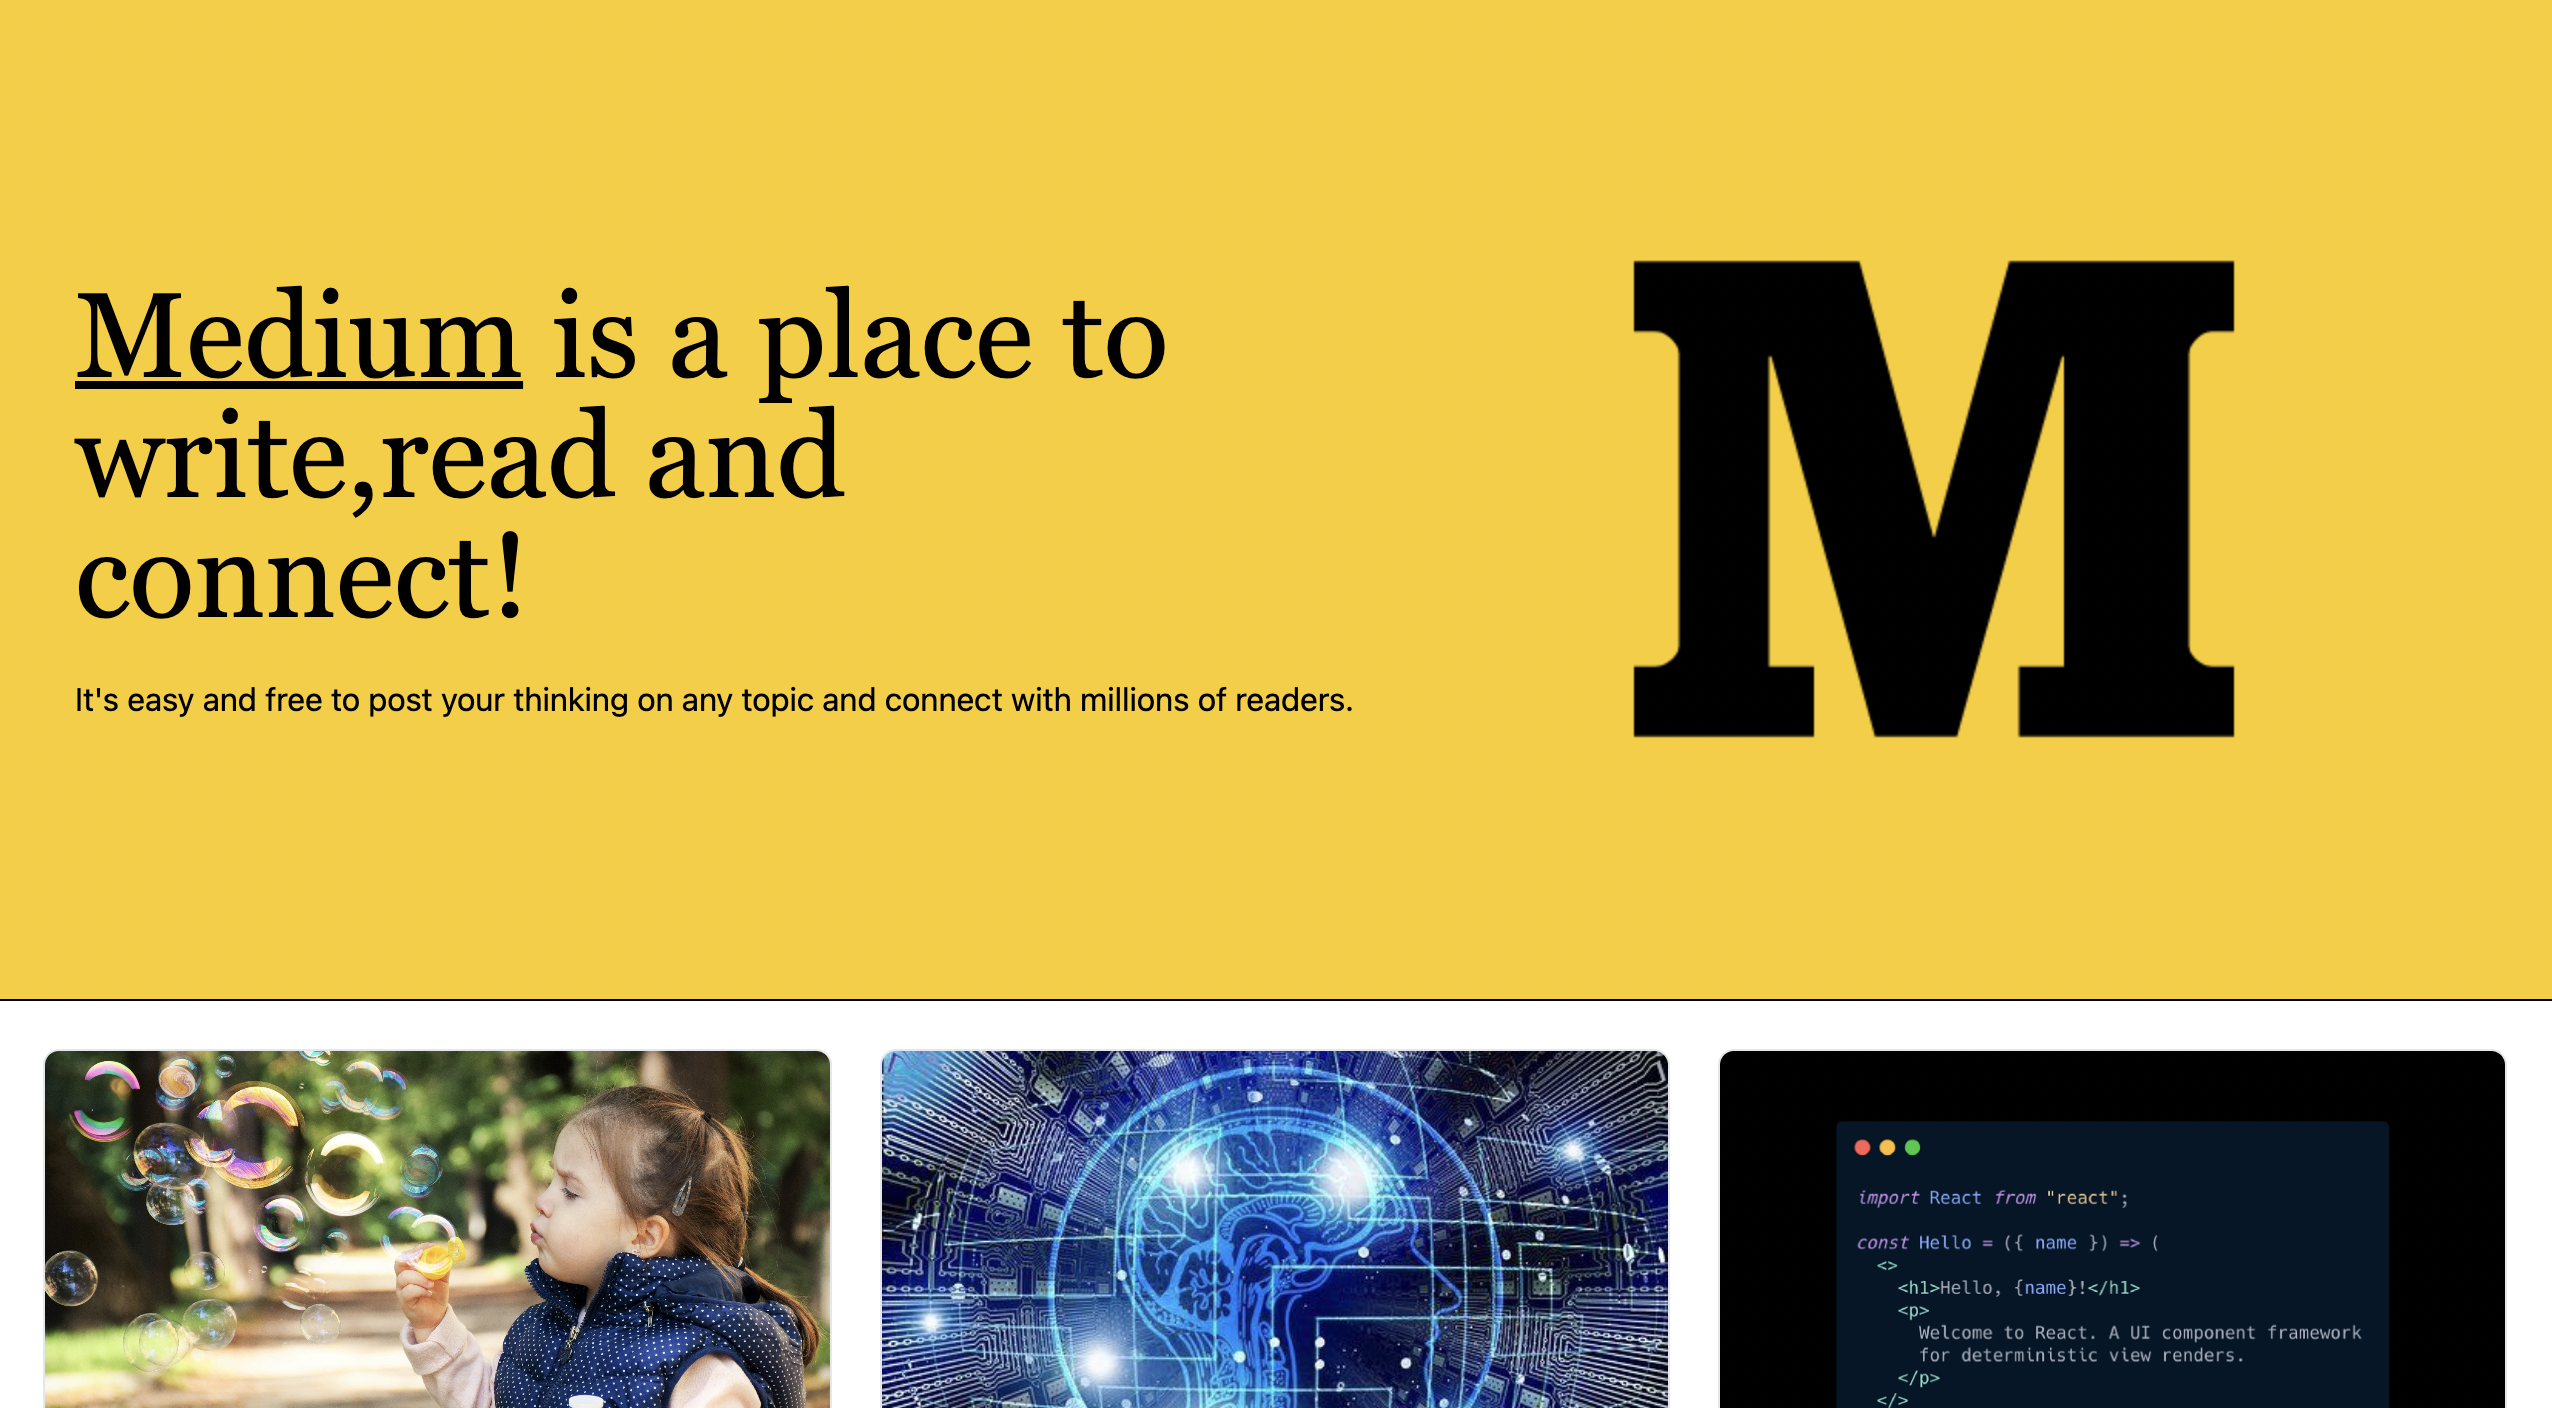 Medium is a place to
write,read and
connect!
M
It's easy and free to post your thinking on any topic and connect with millions of readers.
import React from "react";
const Hello = ({ name }) => (
<>
<h1>Hello, {name}!</h1>
<p>
Welcome to React. A UI component framework
for deterministic view renders.
</p>
</>